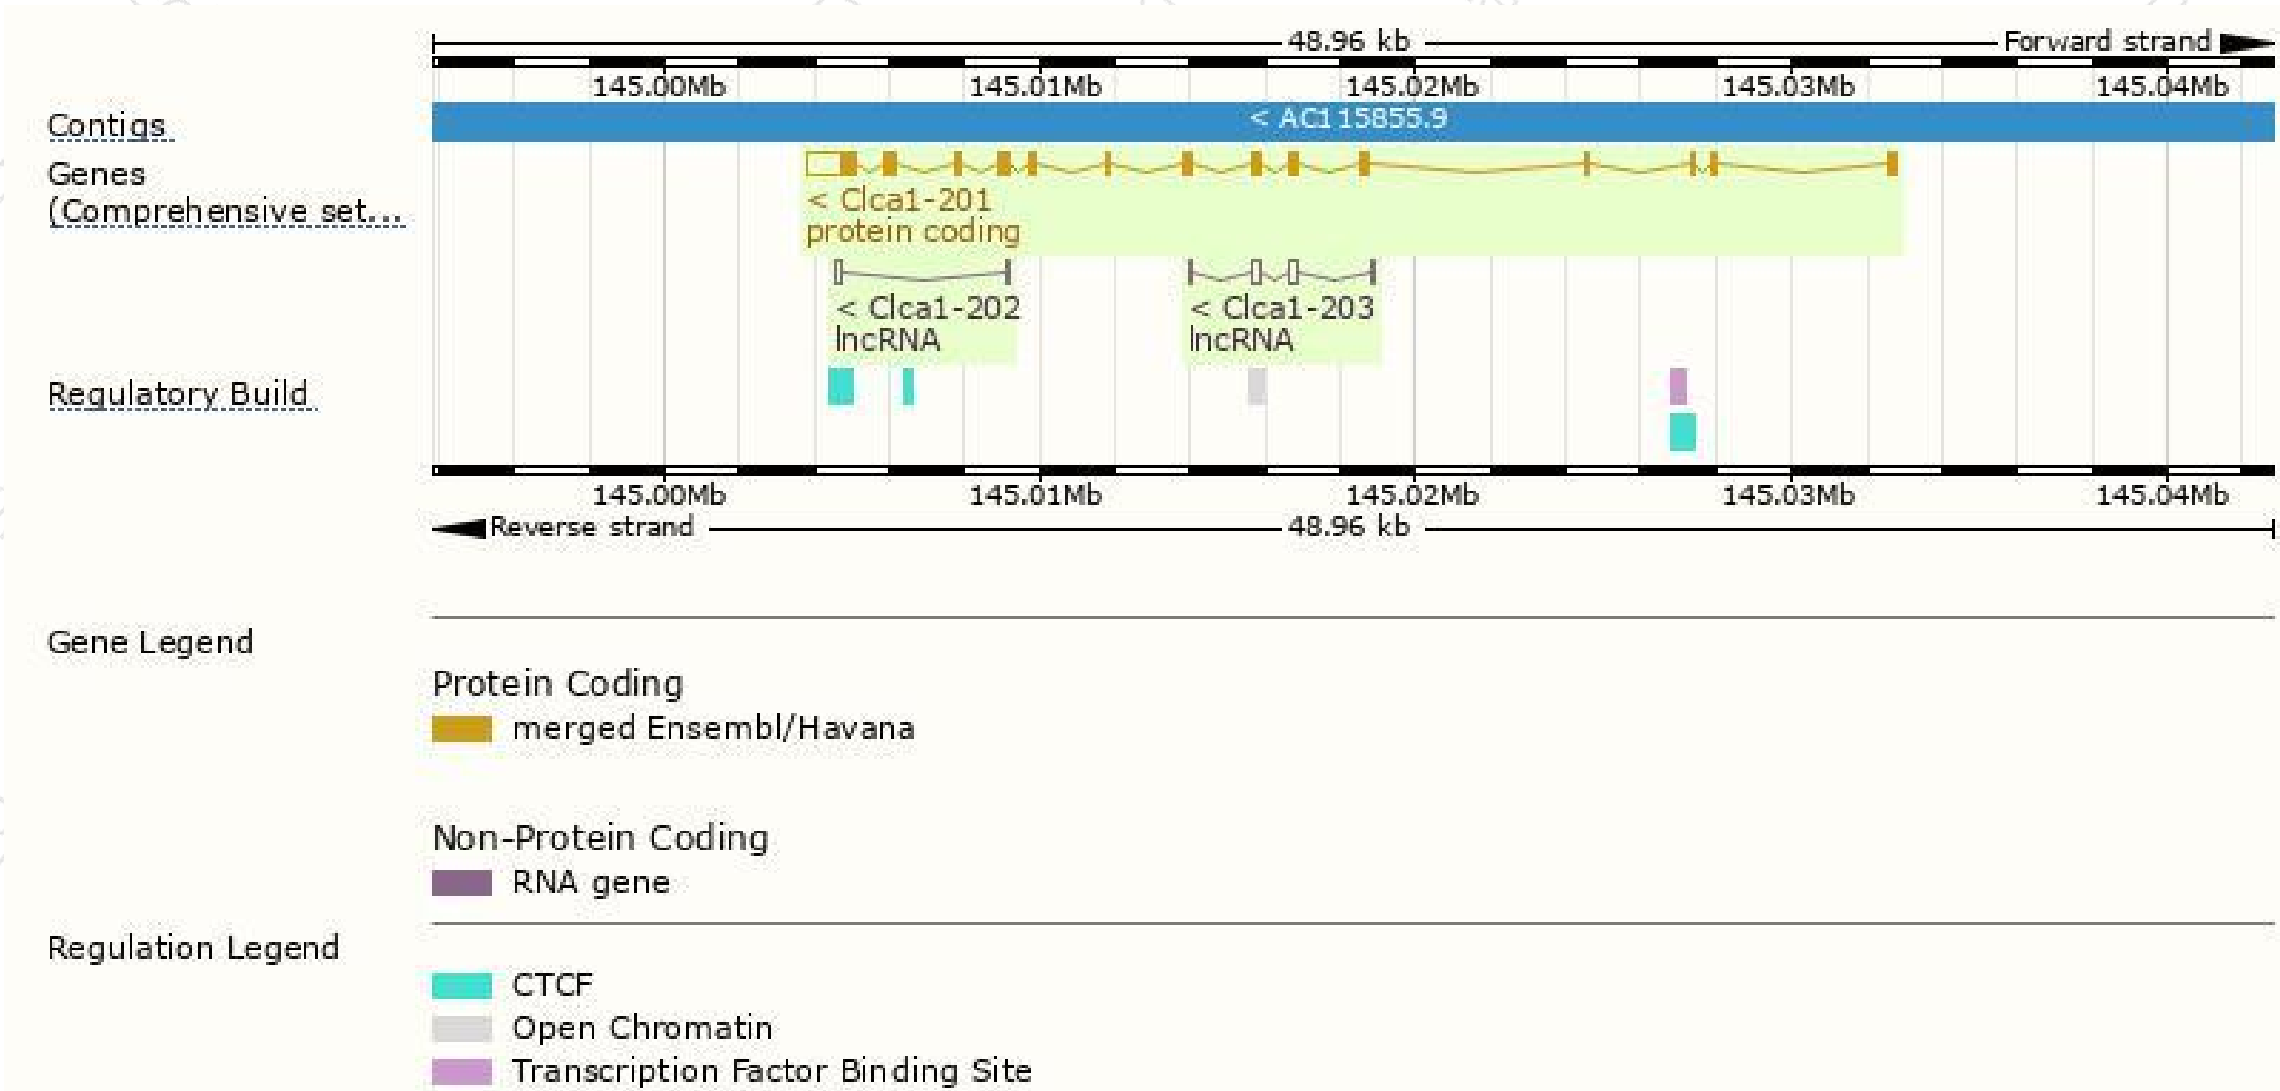 48.96 kb
Forward strand
145.00Mb 145.01Mb 145.02Mb 145.03Mb 145.04Mb
Contigs
< AC115855.9
Genes
(Comprehensive set...
< Clca1-201
protein coding
< Clca1-202
lncRNA
< Clca1-203
lncRNA
Regulatory Build
145.00Mb 145.01Mb 145.02Mb 145.03Mb 145.04Mb
Reverse strand
48.96 kb
Gene Legend
Protein Coding
merged Ensembl/Havana
Non-Protein Coding
RNA gene
Regulation Legend
CTCF
Open Chromatin
Transcription Factor Binding Site